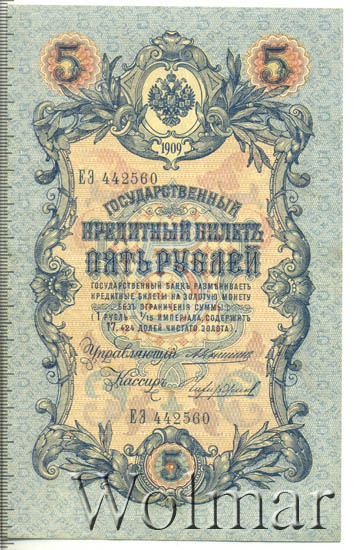 5 5
1909
ЕЭ 442560
ГОСУДАРСТВЕННЫЙ
КРЕДИТНЫЙ БИЛЕТЪ
ПЯТЬ РУБЛЕЙ
ГОСУДАРСТВЕННЫЙ БАНКЪ РАЗМѢНИВАЕТЪ
КРЕДИТНЫЕ БИЛЕТЫ НА ЗОЛОТУЮ МОНЕТУ
БЕЗЪ ОГРАНИЧЕНІЯ СУММЫ
(1 РУБЛЬ = 1/15 ИМПЕРІАЛА, СОДЕРЖИТЪ
17,424 ДОЛЕЙ ЧИСТАГО ЗОЛОТА).
Управляющій
Кассиръ
ЕЭ 442560
5
Wolmar